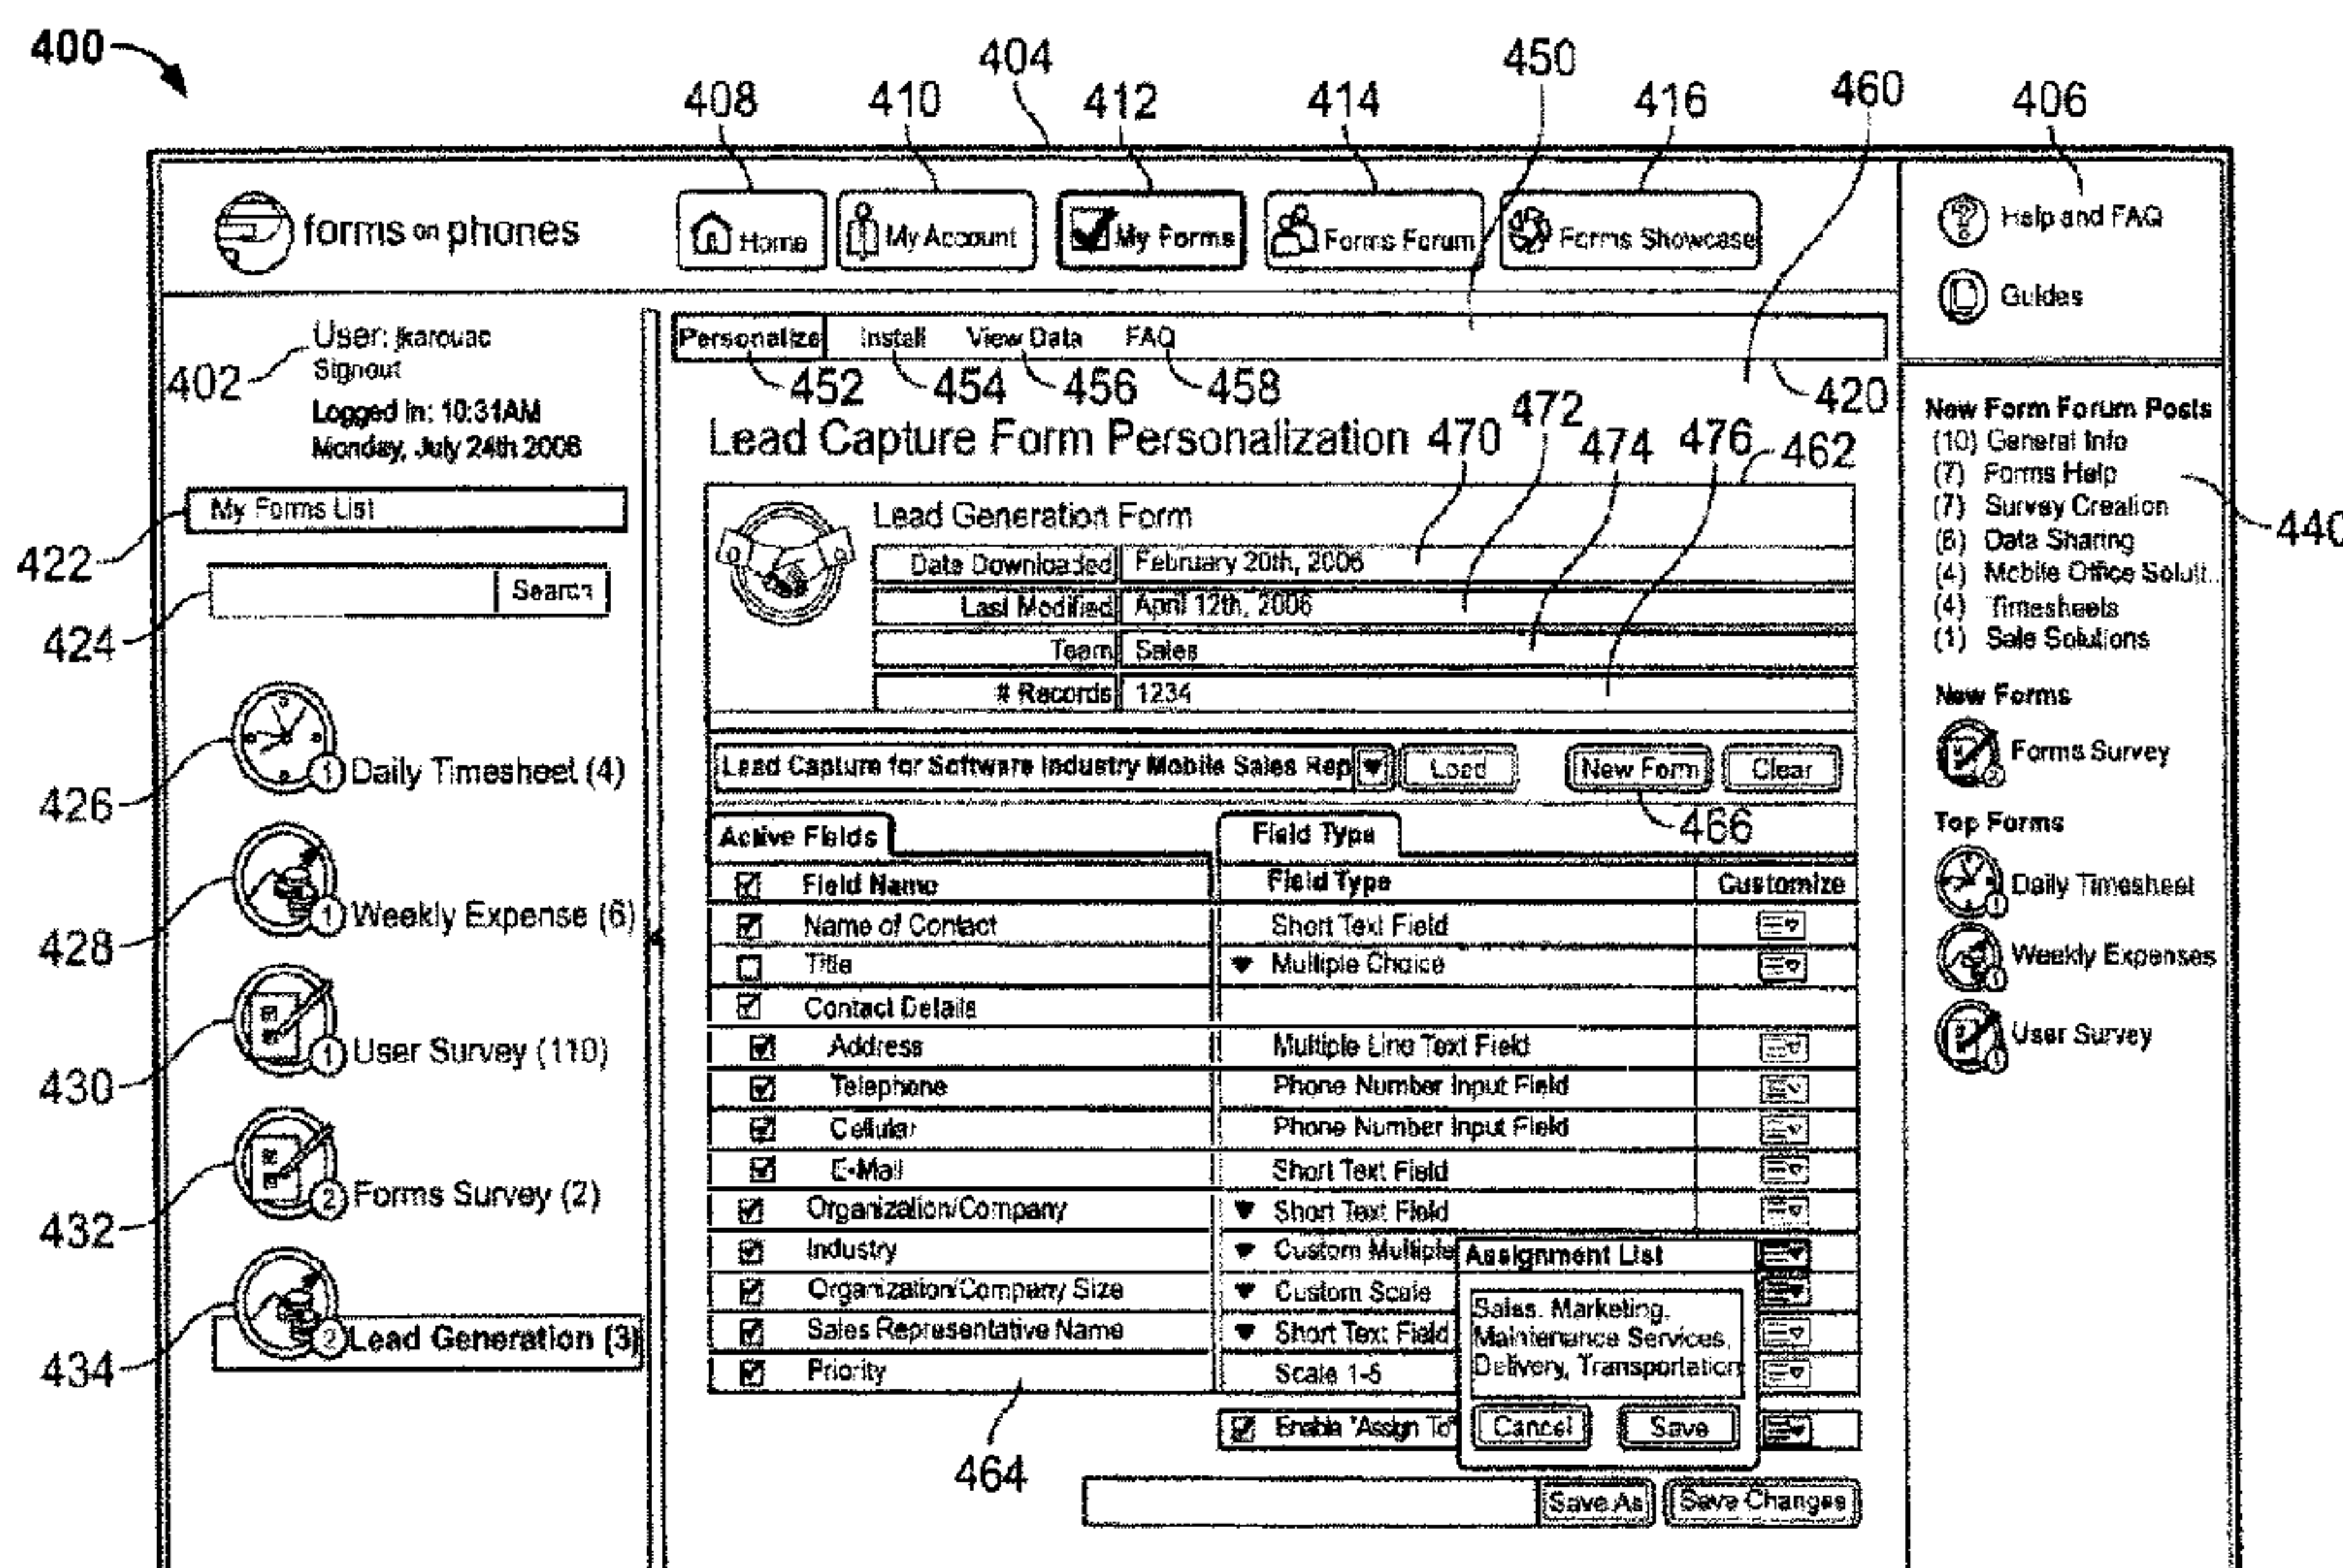 400
404
450
408
410
412
414
416
460
406
forms on phones
Home
My Account
My Forms
Forms Forum
Forms Showcase
Help and FAQ
Guides
User: jkarouac
Signout
402
Logged in: 10:31AM
Monday, July 24th 2006
Personalize
Install
View Data
FAQ
452
454
456
458
420
Lead Capture Form Personalization
470
472
474
476
462
My Forms List
422
Search
424
426
Daily Timesheet (4)
1
428
Weekly Expense (6)
1
430
User Survey (110)
1
432
Forms Survey (2)
2
434
Lead Generation (3)
2
Lead Generation Form
Date Downloaded February 20th, 2006
Last Modified April 12th, 2006
Team Sales
# Records 1234
Lead Capture for Software Industry Mobile Sales Rep
Load
New Form
Clear
466
Active Fields
Field Type
Field Name Field Type Customize
Name of Contact Short Text Field
Title Multiple Choice
Contact Details
Address Multiple Line Text Field
Telephone Phone Number Input Field
Cellular Phone Number Input Field
E-Mail Short Text Field
Organization/Company Short Text Field
Industry Custom Multiple
Organization/Company Size Custom Scale
Sales Representative Name Short Text Field
Priority Scale 1-5
464
Enable "Assign To"
Assignment List
Sales. Marketing,
Maintenance Services,
Delivery, Transportation
Cancel
Save
Save As
Save Changes
New Form Forum Posts
(10) General Info
(7) Forms Help
(7) Survey Creation
(6) Data Sharing
(4) Mobile Office Soluti..
(4) Timesheets
(1) Sale Solutions
440
New Forms
Forms Survey
2
Top Forms
Daily Timesheet
1
Weekly Expenses
1
User Survey
1